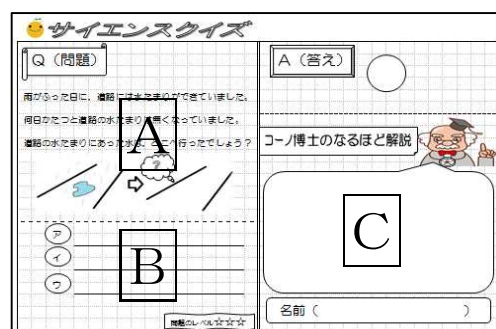 サイエンスクイズ
Q(問題)
雨がふった日に、道路には水たまりができていました。
何日かたつと道路の水たまりは無くなっていました。
道路の水たまりにあった水は、どこへ行ったでしょう?
A
?
ア
イ
ウ
B
問題のレベル☆☆☆
A(答え)
コーノ博士のなるほど解説
C
名前( )